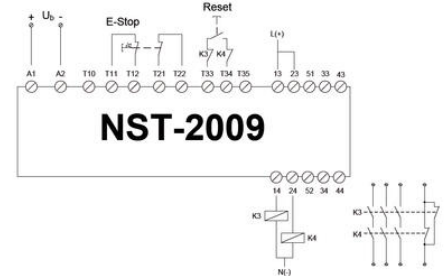 Reset
+ Ub -
E-Stop
L(+)
K3 K4
A1 A2 T10 T11 T12 T21 T22 T33 T34 T35 13 23 51 33 43
NST-2009
14 24 52 34 44
K3
K4
K3
K4
N(-)